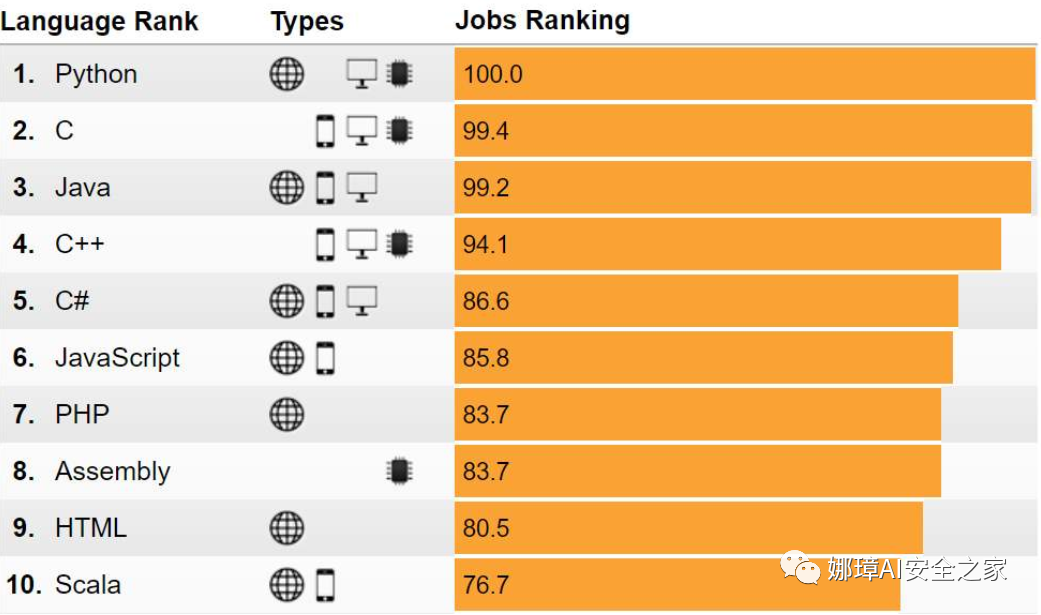 Language Rank Types Jobs Ranking
1. Python 100.0
2. C 99.4
3. Java 99.2
4. C++ 94.1
5. C# 86.6
6. JavaScript 85.8
7. PHP 83.7
8. Assembly 83.7
9. HTML 80.5
10. Scala 76.7
娜璋AI安全之家